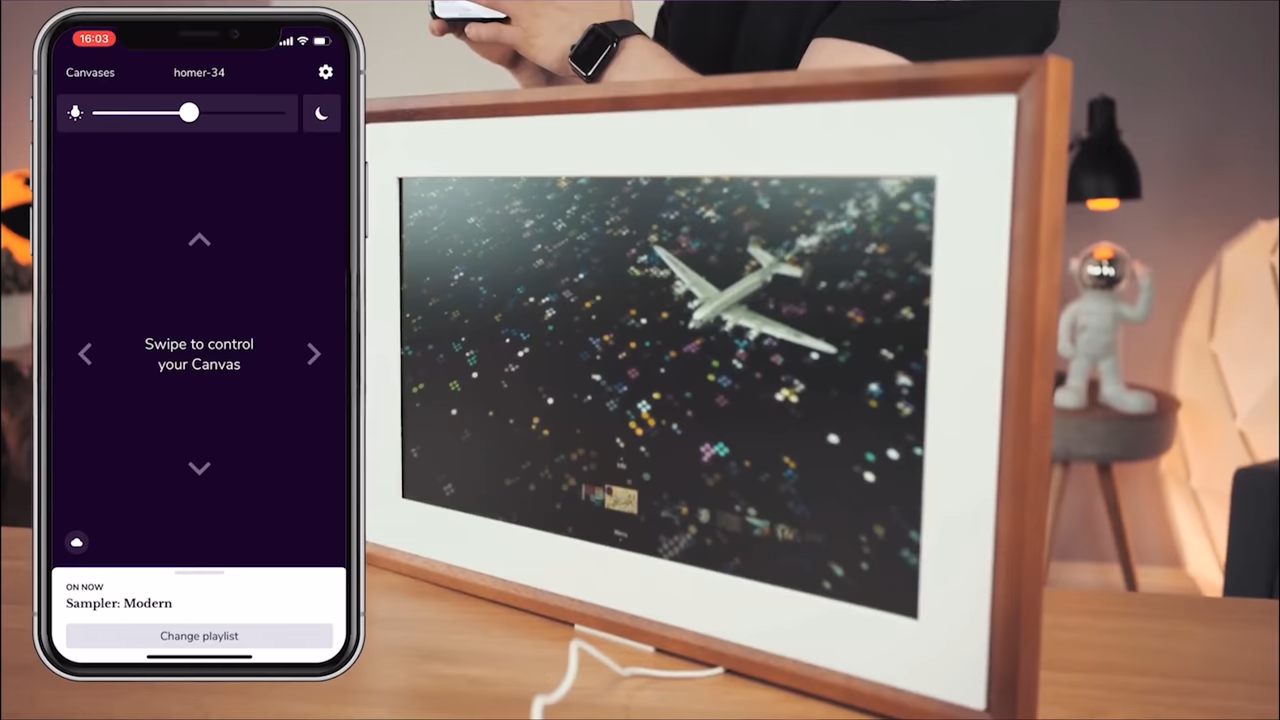 16:03
Canvases
homer-34
Swipe to control
your Canvas
ON NOW
Sampler: Modern
Change playlist